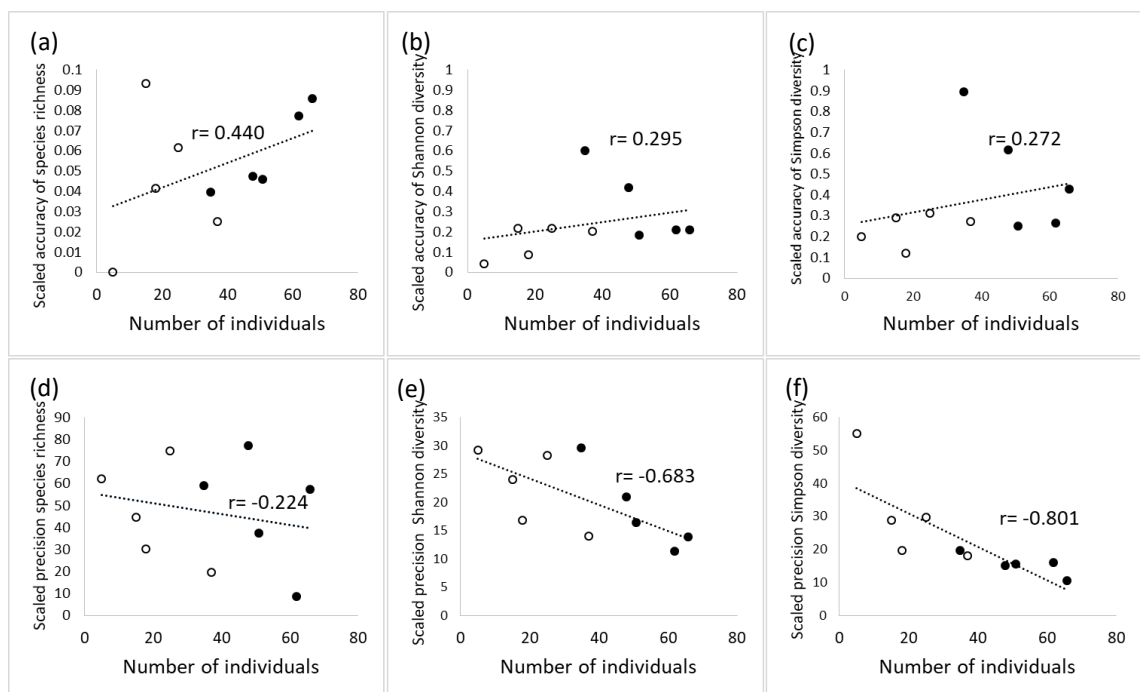 (a)
Scaled accuracy of species richness
0.1
0.09
0.08
0.07
0.06
0.05
0.04
0.03
0.02
0.01
0
r= 0.440
0 20 40 60 80
Number of individuals
(b)
Scaled accuracy of Shannon diversity
1
0.9
0.8
0.7
0.6
0.5
0.4
0.3
0.2
0.1
0
r= 0.295
0 20 40 60 80
Number of individuals
(c)
Scaled accuracy of Simpson diversity
1
0.9
0.8
0.7
0.6
0.5
0.4
0.3
0.2
0.1
0
r= 0.272
0 20 40 60 80
Number of individuals
(d)
Scaled precision species richness
90
80
70
60
50
40
30
20
10
0
r= -0.224
0 20 40 60 80
Number of individuals
(e)
Scaled precision Shannon diversity
35
30
25
20
15
10
5
0
r= -0.683
0 20 40 60 80
Number of individuals
(f)
Scaled precision Simpson diversity
60
50
40
30
20
10
0
r= -0.801
0 20 40 60 80
Number of individuals